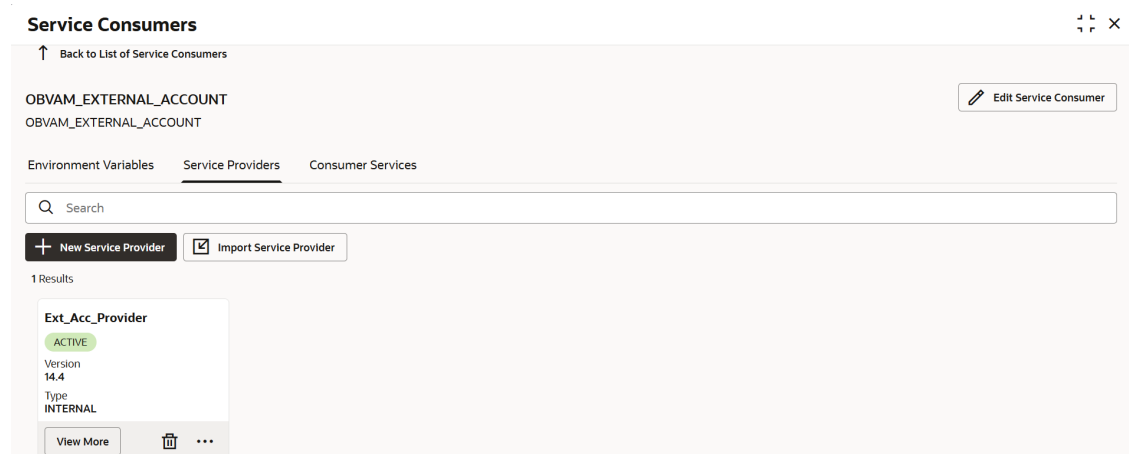 Service Consumers
Back to List of Service Consumers
OBVAM_EXTERNAL_ACCOUNT
Edit Service Consumer
OBVAM_EXTERNAL_ACCOUNT
Environment Variables Service Providers Consumer Services
Search
New Service Provider Import Service Provider
1 Results
Ext_Acc_Provider
ACTIVE
Version
14.4
Type
INTERNAL
View More